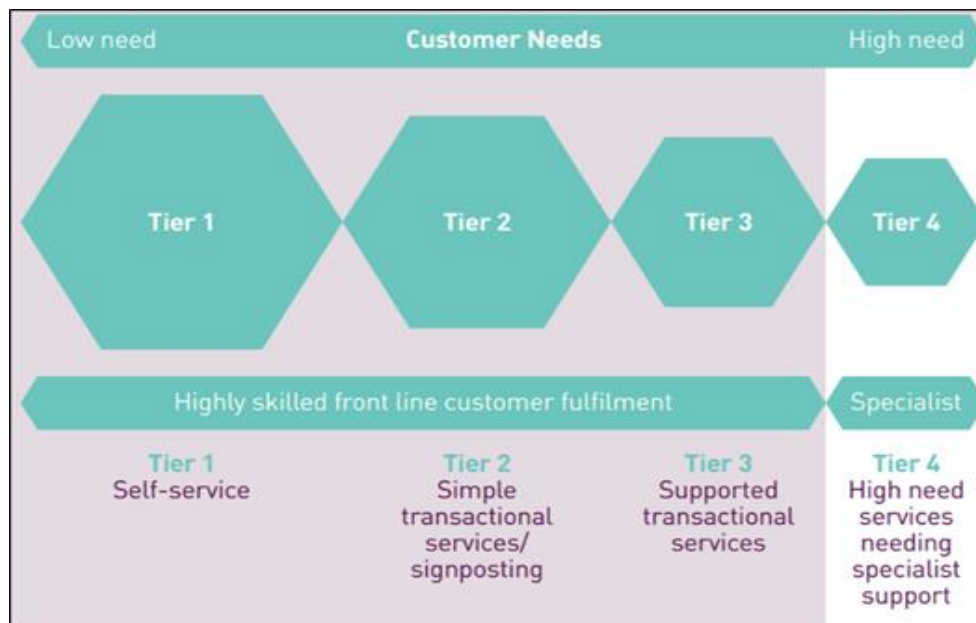 Low need Customer Needs High need
Tier 1 Tier 2 Tier 3 Tier 4
Highly skilled front line customer fulfilment Specialist
Tier 1
Self-service
Tier 2
Simple
transactional
services/
signposting
Tier 3
Supported
transactional
services
Tier 4
High need
services
needing
specialist
support